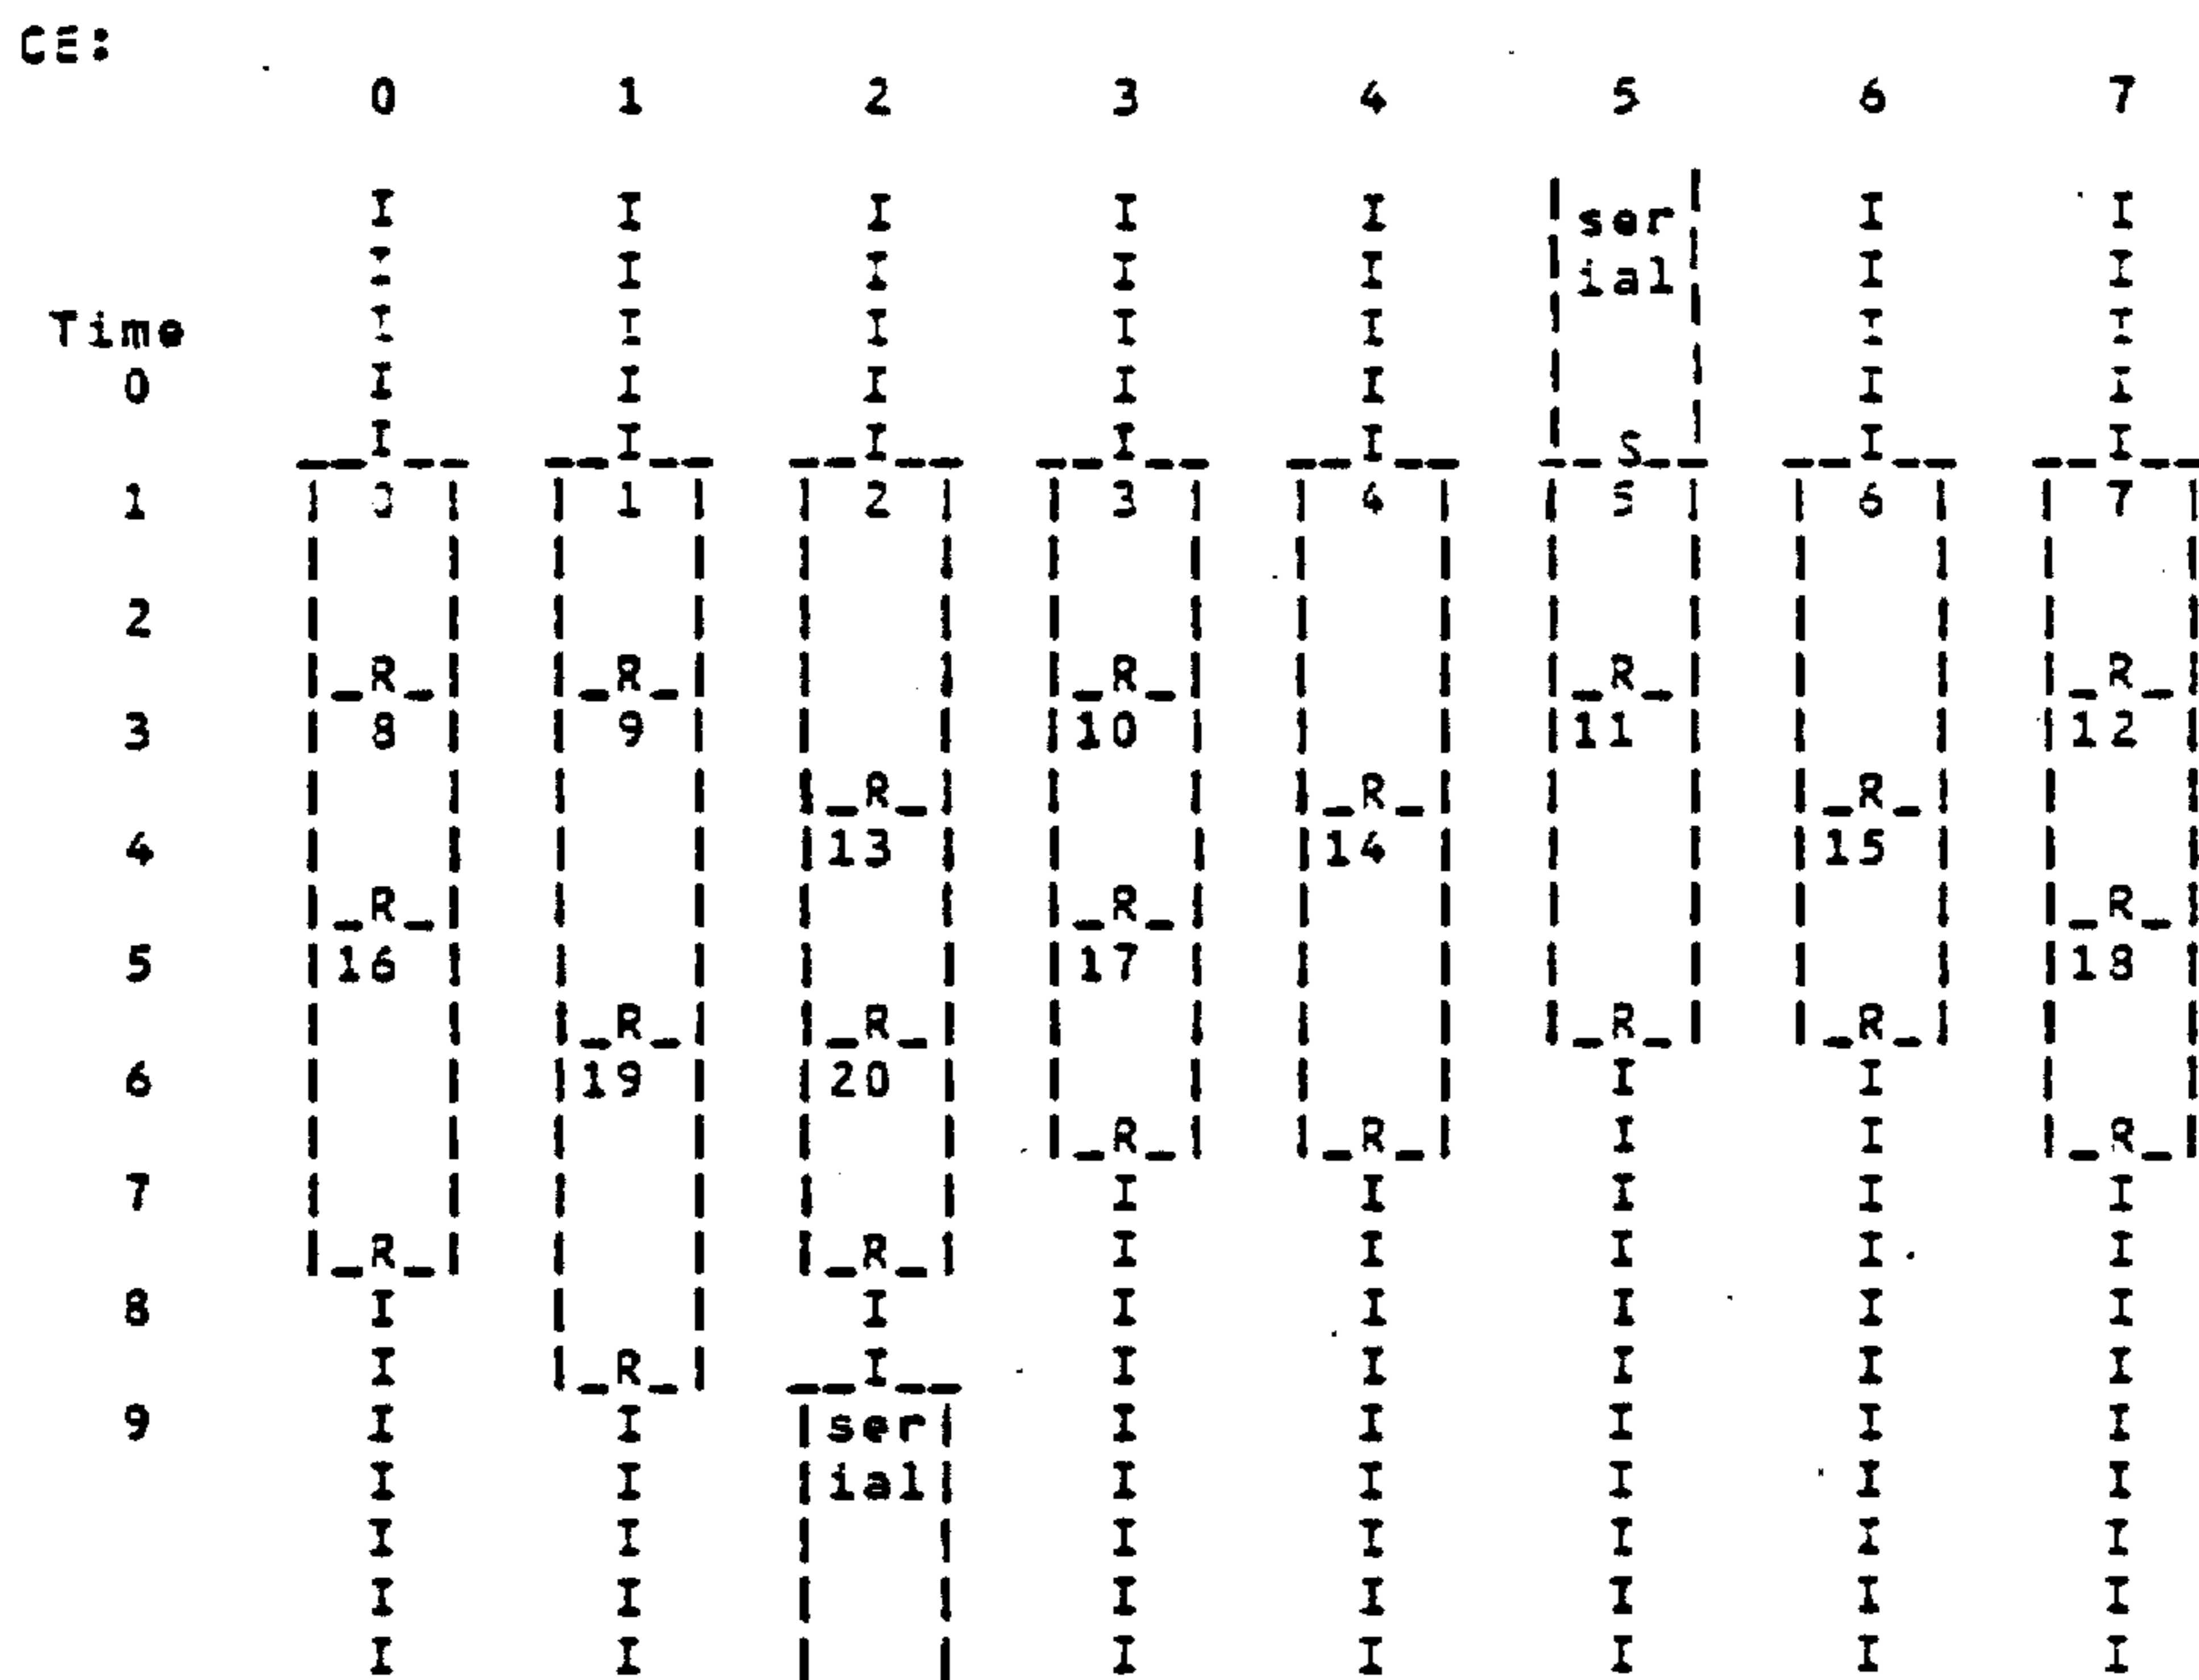 CE:
0 1 2 3 4 5 6 7
I I I I I ser I I
I I I I I ial I I
Time I I I I I I I
0 I I I I I I I
I I I I I S I I
1 0 1 2 3 4 5 6 7
2
R R R R R
3 8 9 10 11 12
R R R
4 13 14 15
R R R
5 16 17 18
R R R R
6 19 20 I I
R R I I R
7 I I I I I
R R I I I I I
8 I I I I I I I
I R I I I I I I
9 I I ser I I I I I
I I ial I I I I I
I I I I I I I
I I I I I I I
I I I I I I I